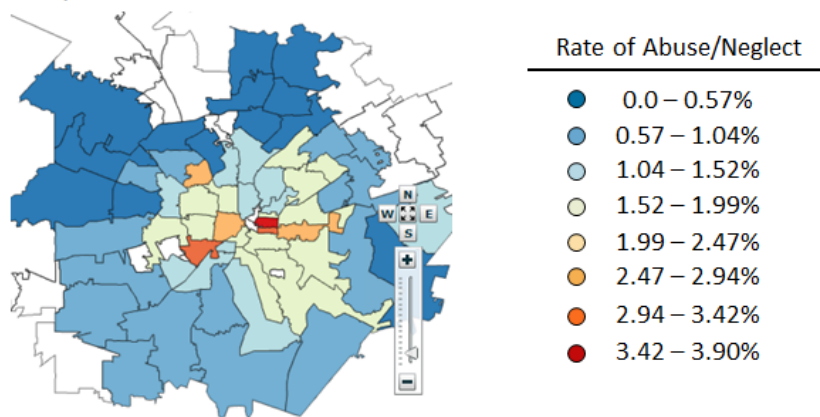 Rate of Abuse/Neglect
0.0 – 0.57%
0.57 – 1.04%
1.04 – 1.52%
1.52 – 1.99%
1.99 – 2.47%
2.47 – 2.94%
2.94 – 3.42%
3.42 – 3.90%
N
W E
S